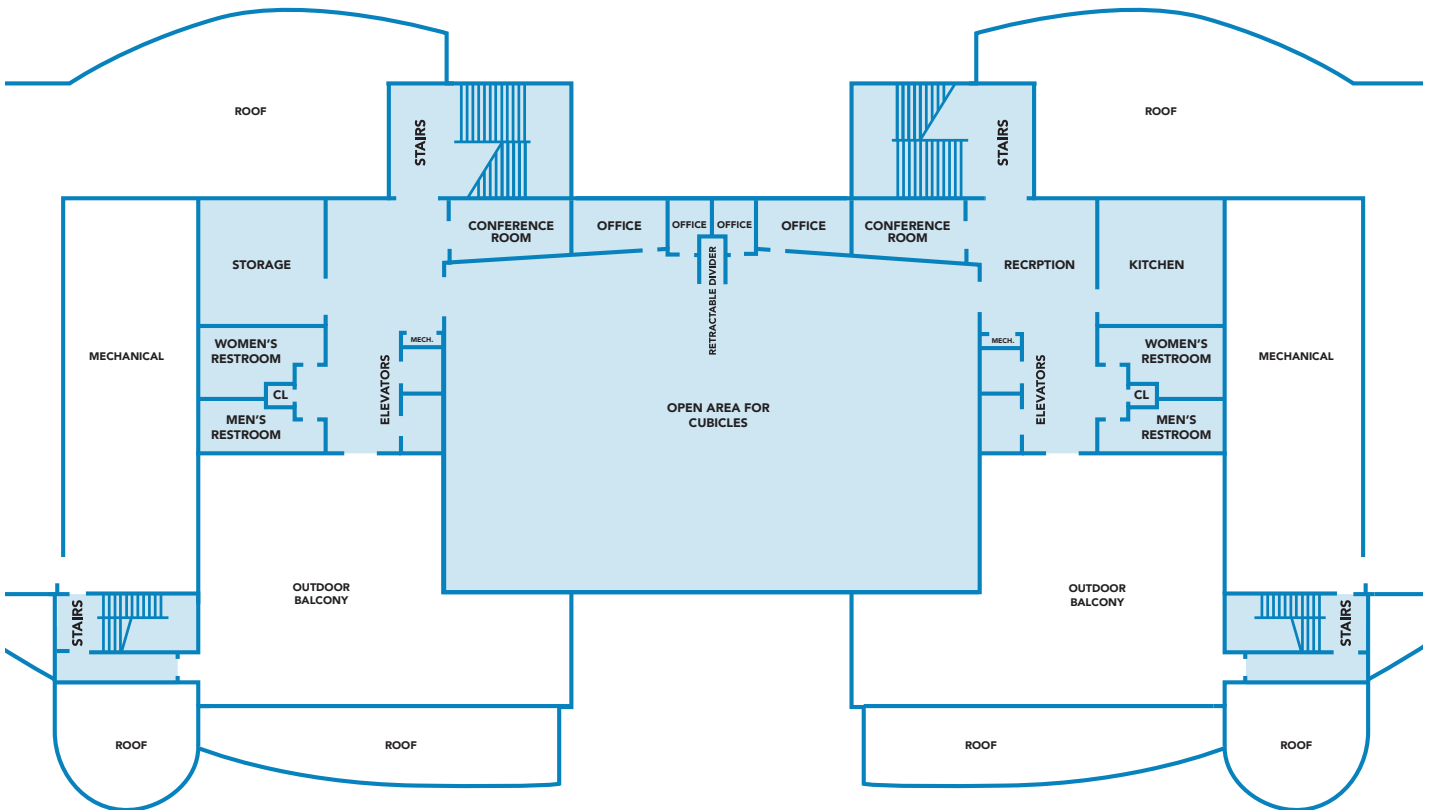 ROOF
ROOF
STAIRS
STAIRS
CONFERENCE
ROOM
OFFICE
OFFICE
OFFICE
OFFICE
CONFERENCE
ROOM
STORAGE
RETRACTABLE DIVIDER
RECRPTION
KITCHEN
MECHANICAL
WOMEN'S
RESTROOM
MECH.
MECH.
WOMEN'S
RESTROOM
MECHANICAL
CL
ELEVATORS
ELEVATORS
CL
OPEN AREA FOR
CUBICLES
MEN'S
RESTROOM
MEN'S
RESTROOM
OUTDOOR
BALCONY
OUTDOOR
BALCONY
STAIRS
STAIRS
ROOF
ROOF
ROOF
ROOF